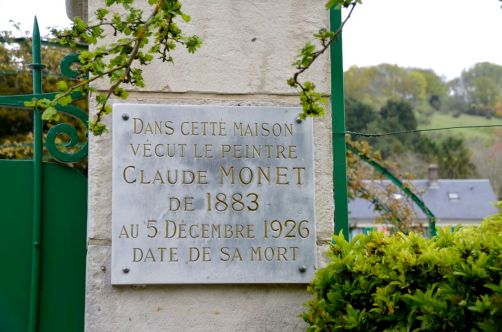 DANS CETTE MAISON
VÉCUT LE PEINTRE
CLAUDE MONET
DE 1883
AU 5 DÉCEMBRE 1926
DATE DE SA MORT